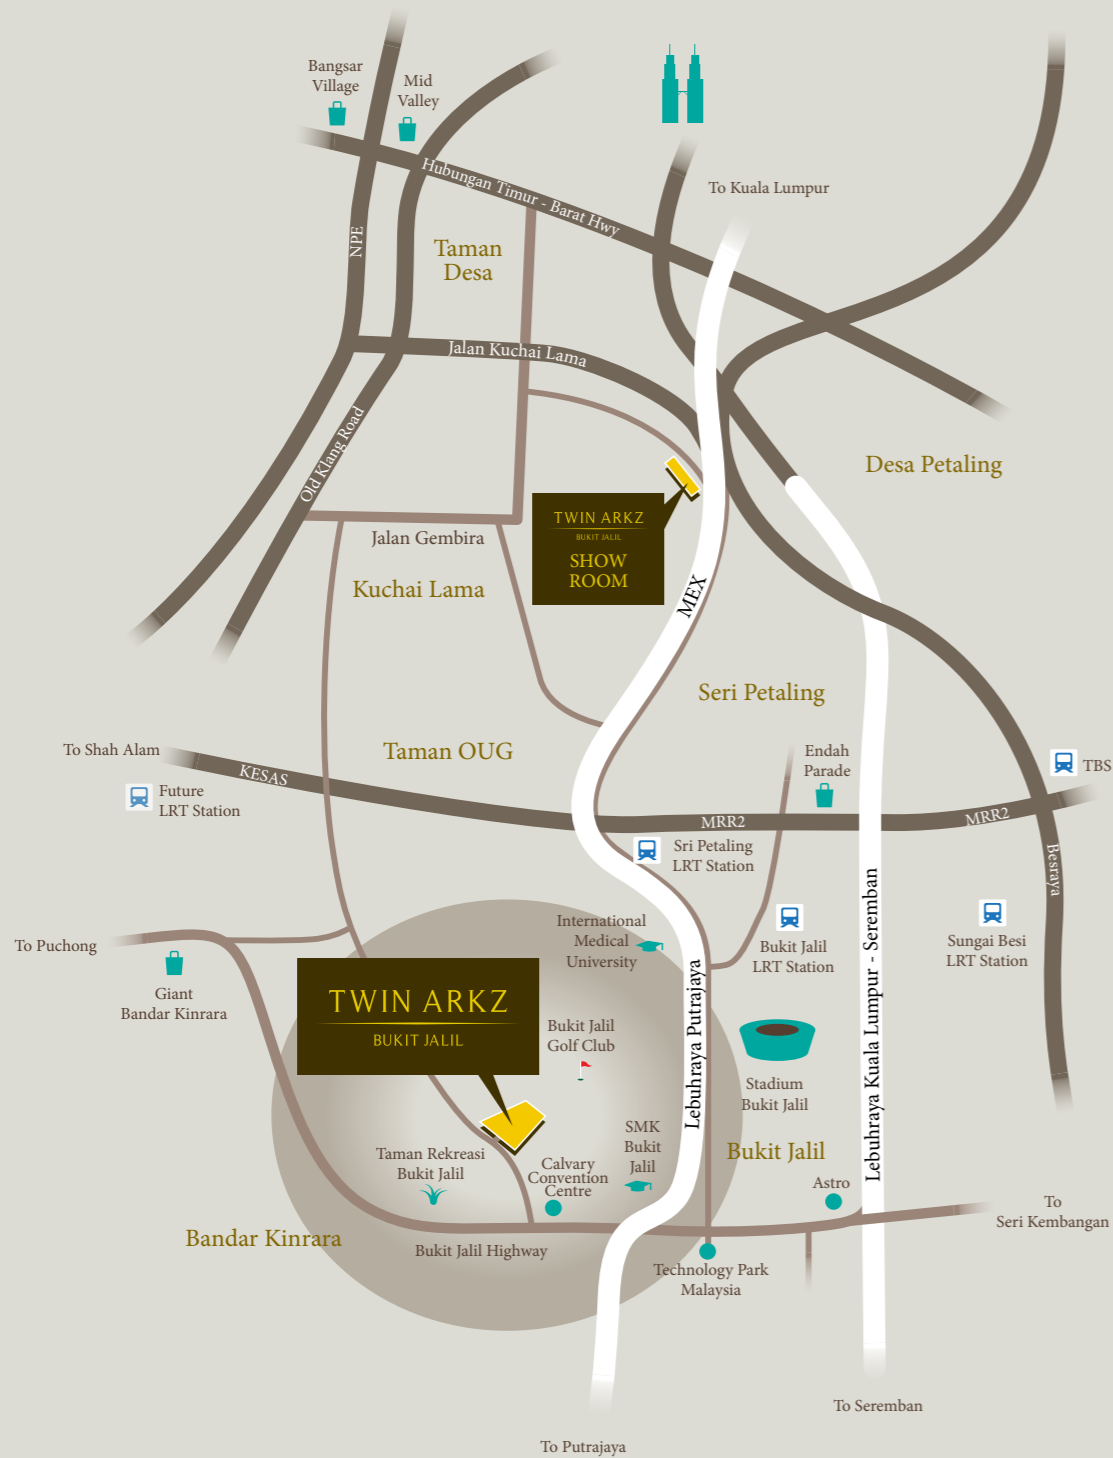 Bangsar
Village
Mid
Valley
To Kuala Lumpur
Hubungan Timur - Barat Hwy
NPE
Taman
Desa
Jalan Kuchai Lama
Old Klang Road
Desa Petaling
TWIN ARKZ
BUKIT JALIL
SHOW
ROOM
Jalan Gembira
Kuchai Lama
MEX
Seri Petaling
To Shah Alam
Taman OUG
Endah
Parade
TBS
KESAS
Future
LRT Station
MRR2
MRR2
Sri Petaling
LRT Station
Besraya
To Puchong
International
Medical
University
Bukit Jalil
LRT Station
Sungai Besi
LRT Station
Lebuhraya Kuala Lumpur - Seremban
Giant
Bandar Kinrara
TWIN ARKZ
BUKIT JALIL
Bukit Jalil
Golf Club
Lebuhraya Putrajaya
Stadium
Bukit Jalil
SMK
Bukit
Jalil
Bukit Jalil
Taman Rekreasi
Bukit Jalil
Calvary
Convention
Centre
Astro
To
Seri Kembangan
Bandar Kinrara
Bukit Jalil Highway
Technology Park
Malaysia
To Seremban
To Putrajaya